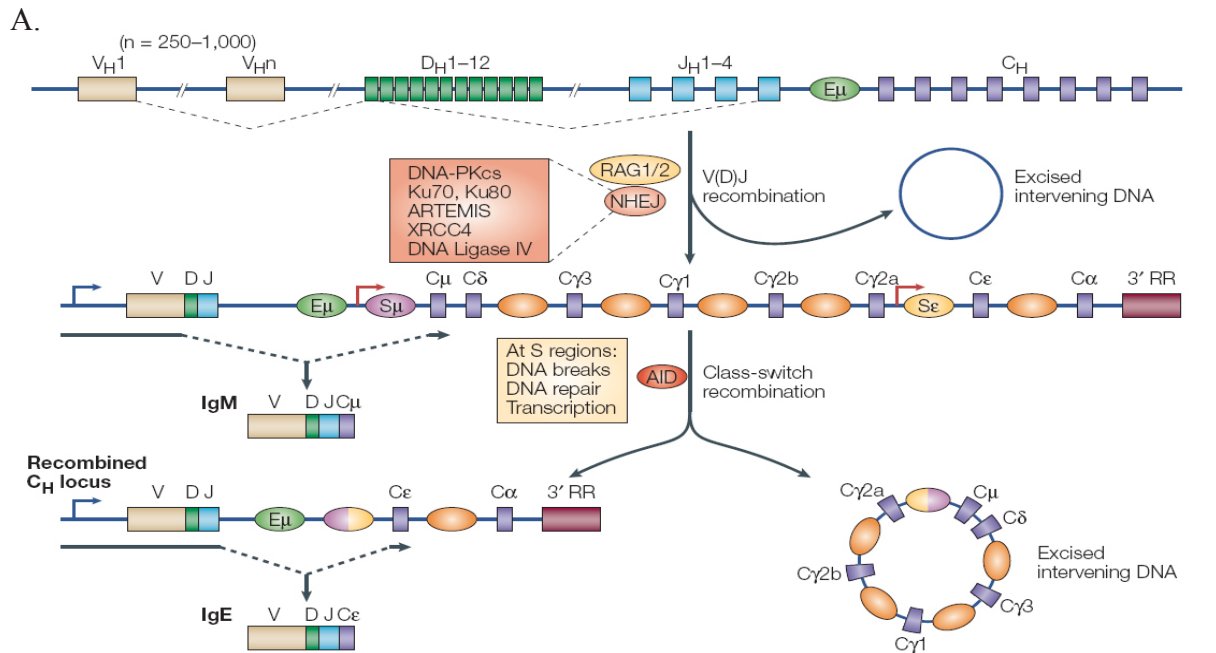 A.
(n = 250–1,000)
VH1 VHn DH1–12 JH1–4 CH
Eμ
DNA-PKcs
Ku70, Ku80
ARTEMIS
XRCC4
DNA Ligase IV
RAG1/2
NHEJ
V(D)J
recombination
Excised
intervening DNA
V D J Cμ Cδ Cγ3 Cγ1 Cγ2b Cγ2a Cε Cα 3′ RR
Eμ Sμ Sε
At S regions:
DNA breaks
DNA repair
Transcription
AID
Class-switch
recombination
IgM V D J Cμ
Recombined
CH locus
V D J Cε Cα 3′ RR
Eμ
IgE V D J Cε
Cγ2a Cμ
Cδ
Cγ2b
Cγ3
Cγ1
Excised
intervening DNA